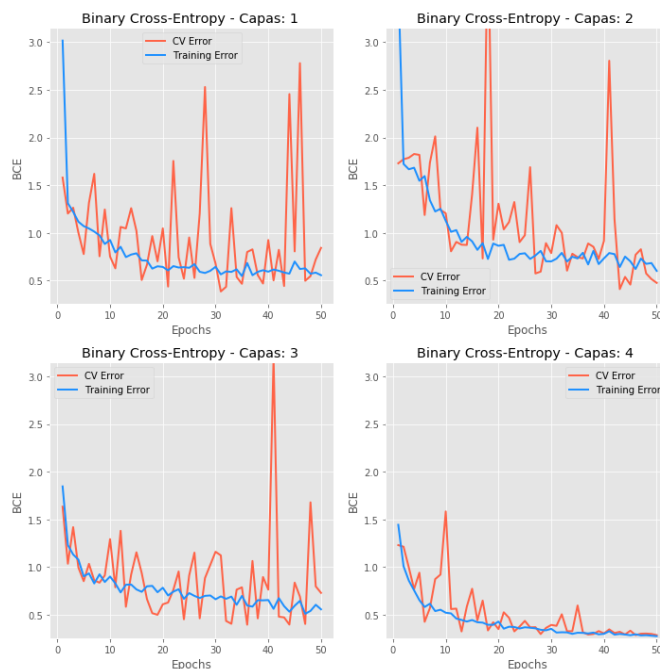 Binary Cross-Entropy - Capas: 1
CV Error
Training Error
3.0
2.5
2.0
1.5
1.0
0.5
BCE
0 10 20 30 40 50
Epochs
Binary Cross-Entropy - Capas: 2
3.0
2.5
2.0
1.5
1.0
0.5
BCE
CV Error
Training Error
0 10 20 30 40 50
Epochs
Binary Cross-Entropy - Capas: 3
CV Error
Training Error
3.0
2.5
2.0
1.5
1.0
0.5
BCE
0 10 20 30 40 50
Epochs
Binary Cross-Entropy - Capas: 4
CV Error
Training Error
3.0
2.5
2.0
1.5
1.0
0.5
BCE
0 10 20 30 40 50
Epochs